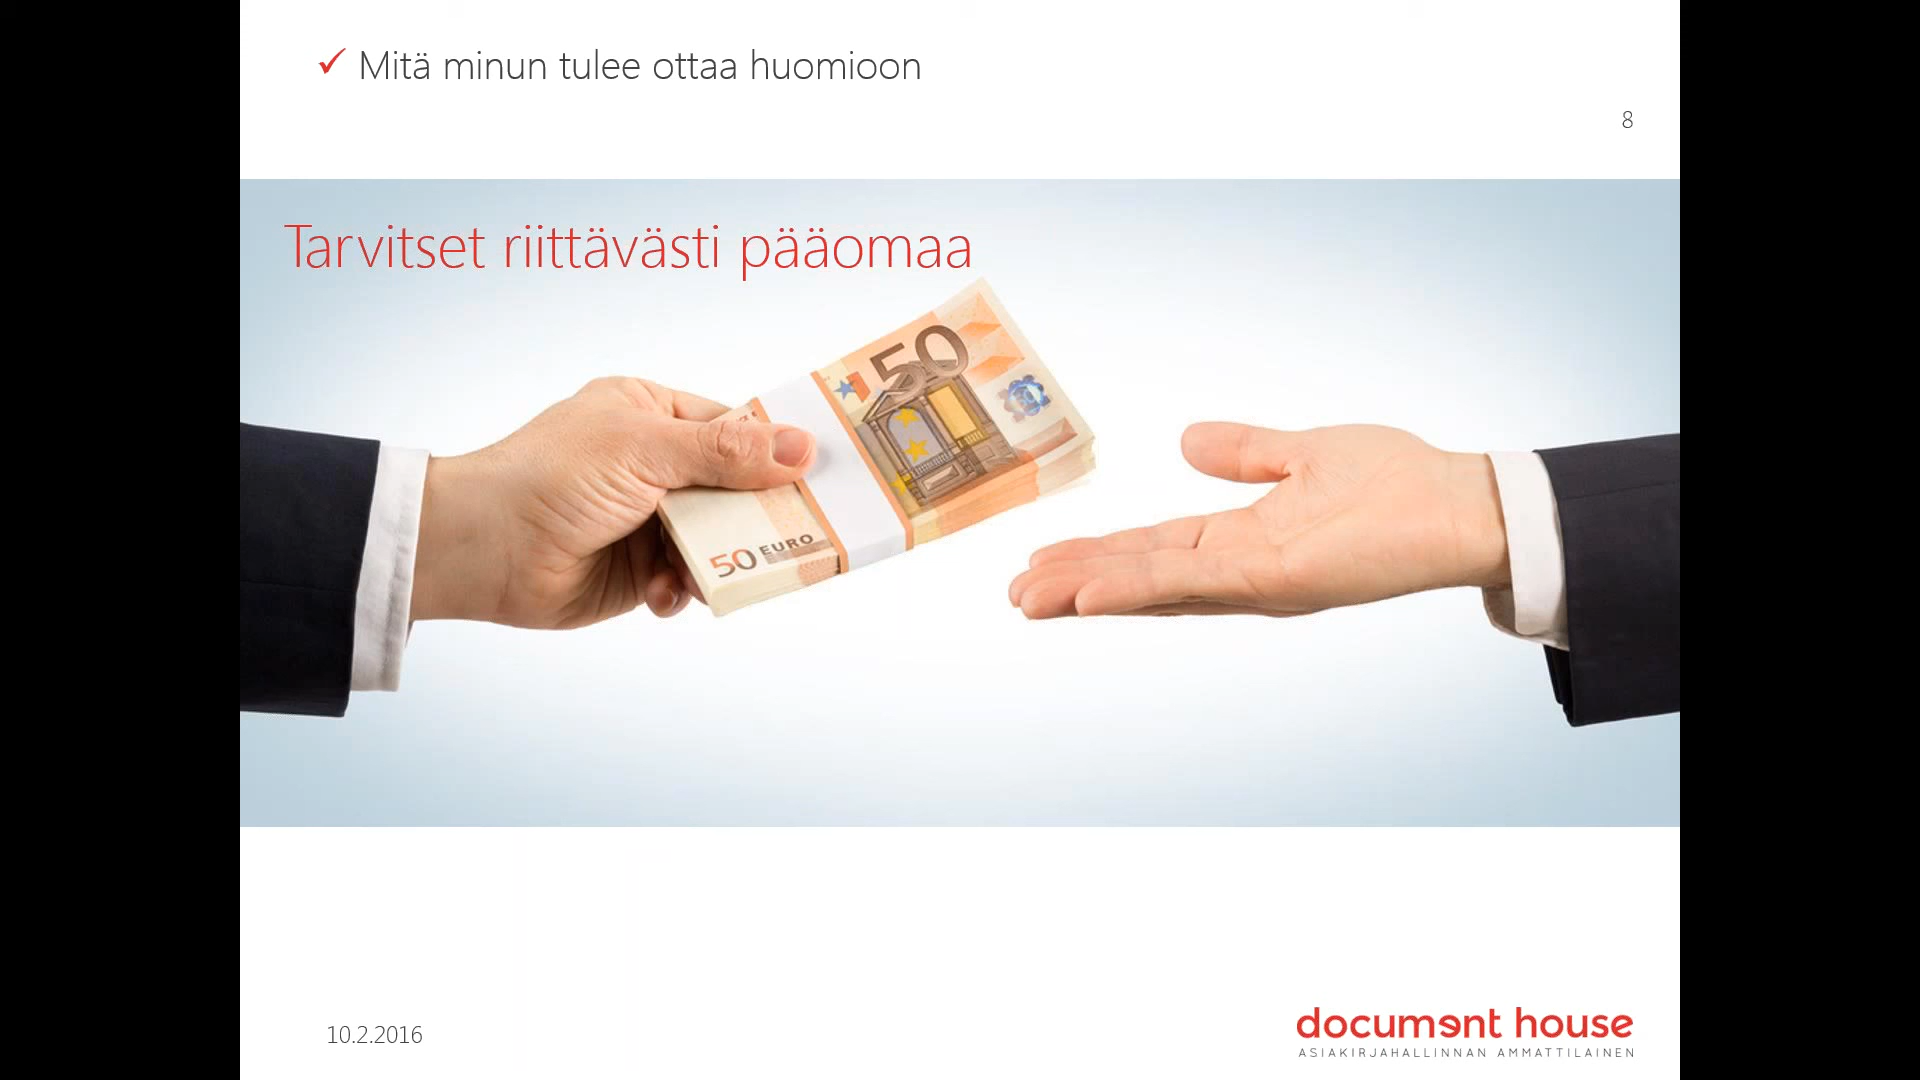 ✓ Mitä minun tulee ottaa huomioon
8
Tarvitset riittävästi pääomaa
50
50 EURO
10.2.2016
document house
ASIAKIRJAHALLINNAN AMMATTILAINEN